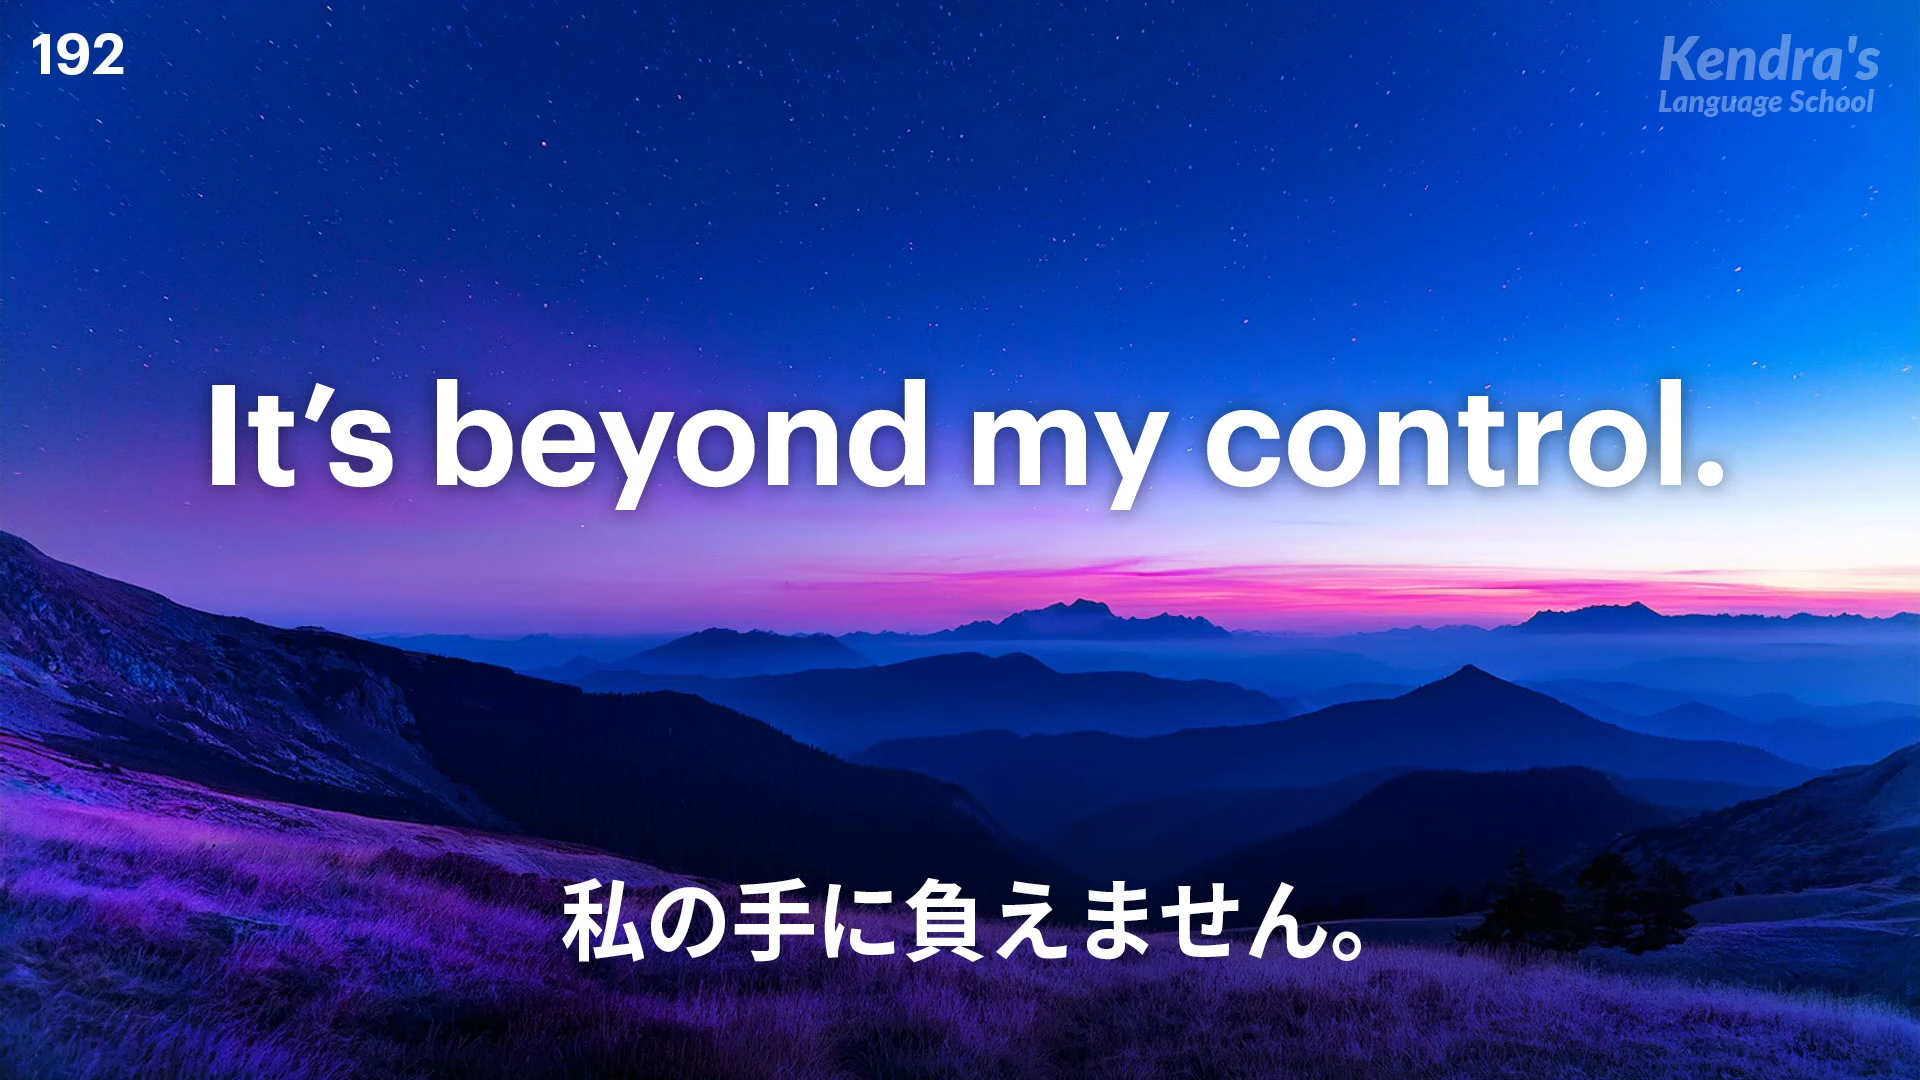 192
Kendra's
Language School
It’s beyond my control.
私の手に負えません。